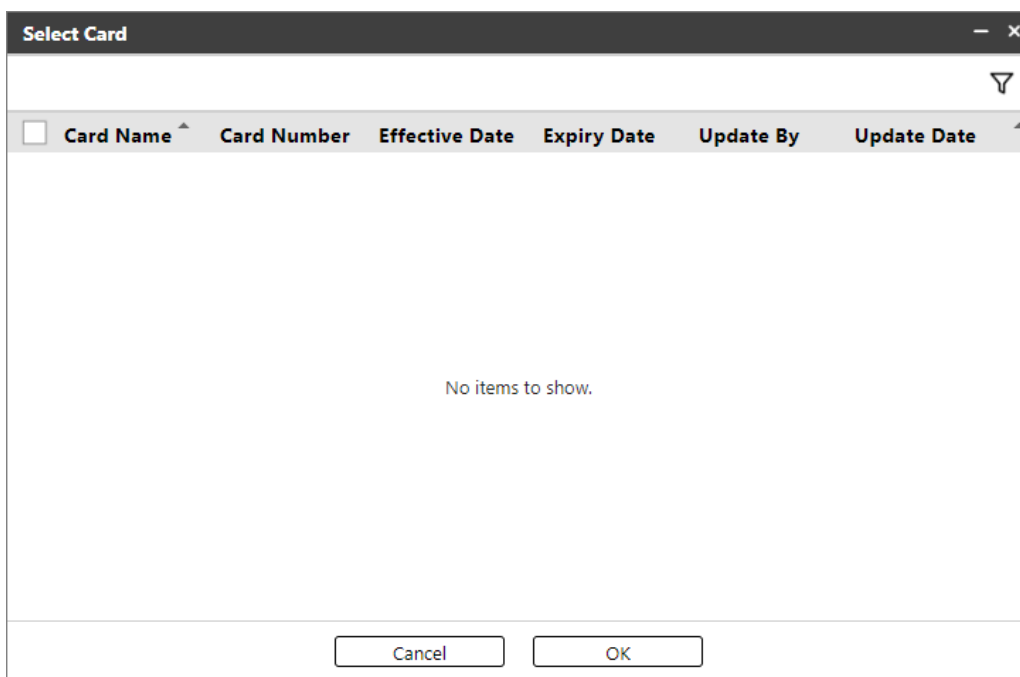 Select Card
Card Name Card Number Effective Date Expiry Date Update By Update Date
No items to show.
Cancel OK